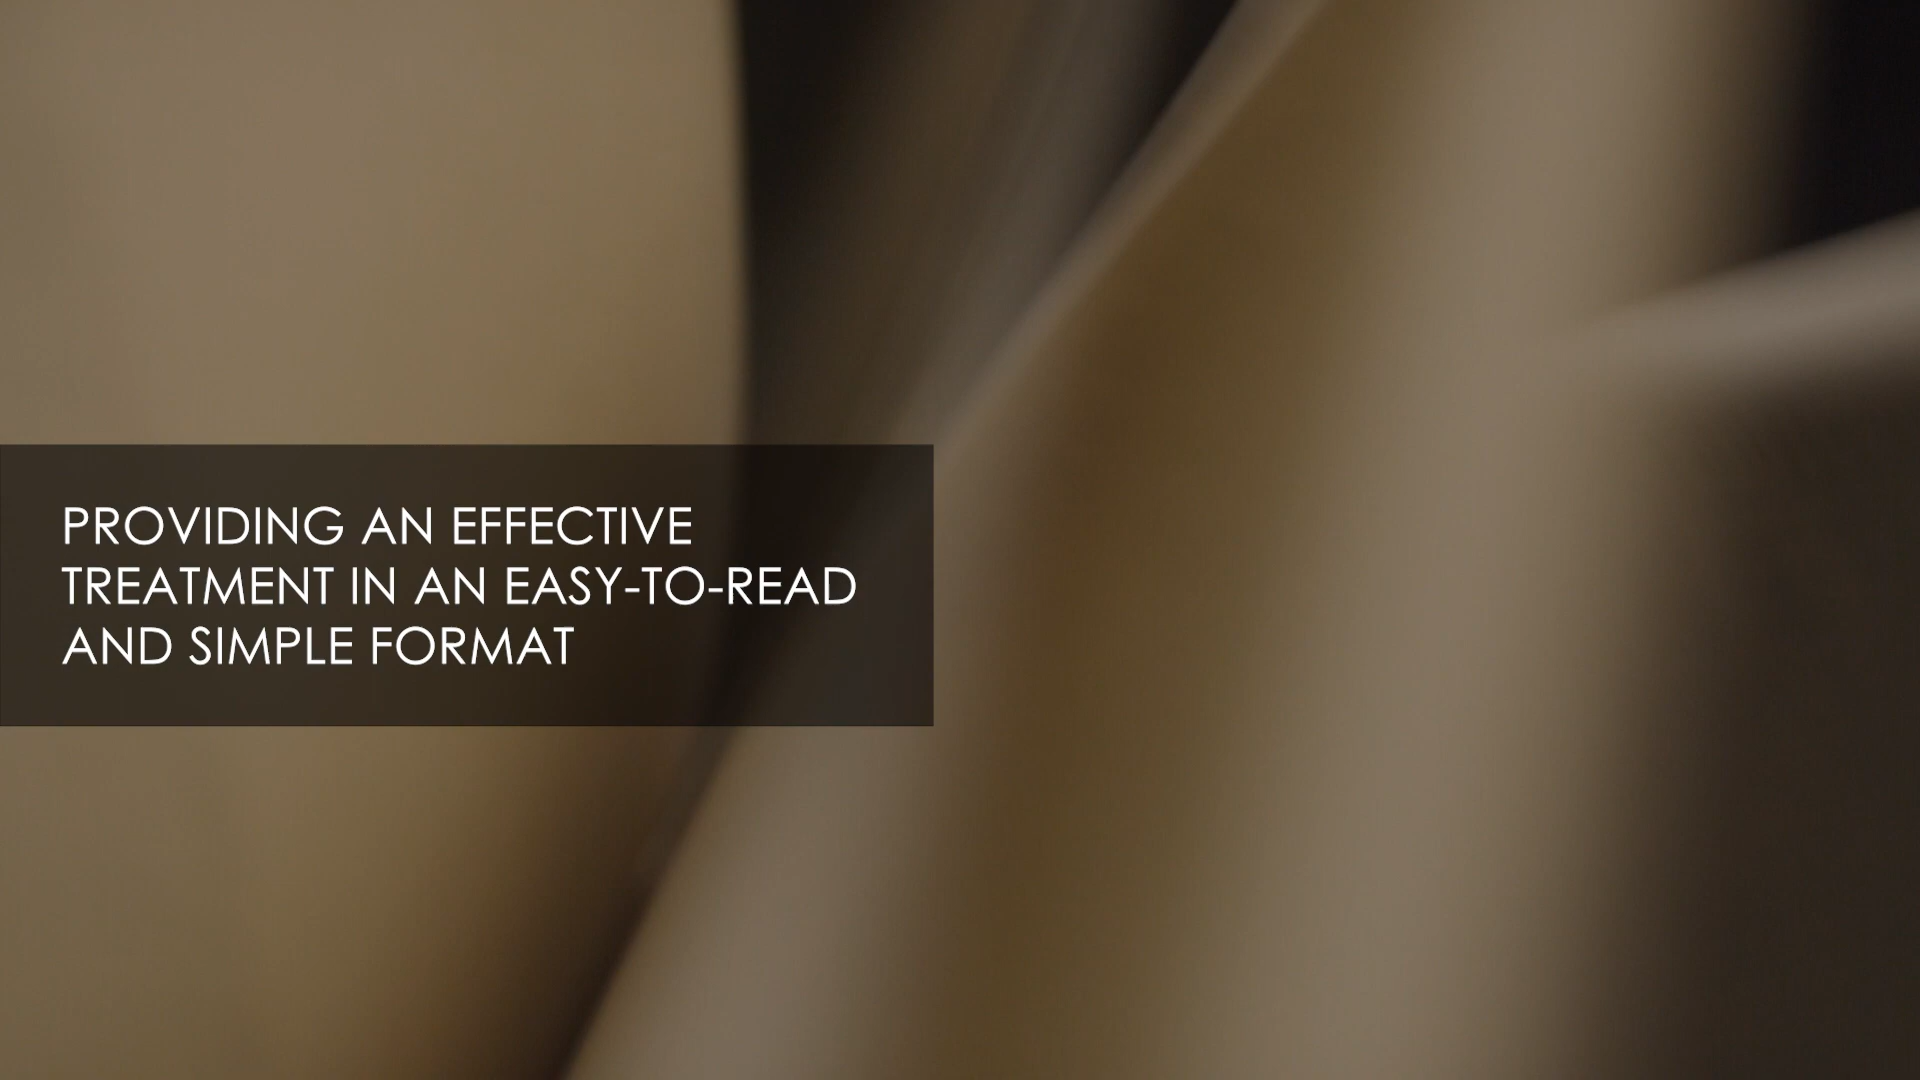 PROVIDING AN EFFECTIVE
TREATMENT IN AN EASY-TO-READ
AND SIMPLE FORMAT